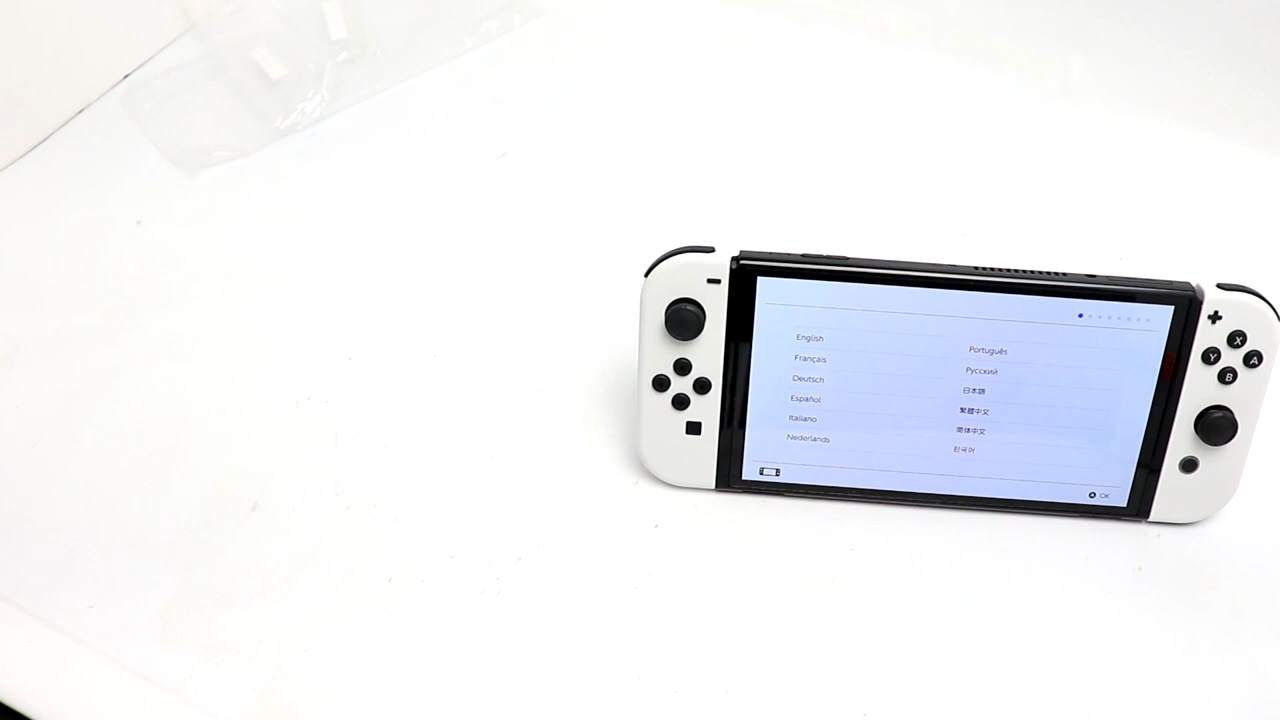 English
Français
Deutsch
Español
Italiano
Nederlands
Português
Русский
日本語
繁體中文
简体中文
한국어
A OK
X
Y
A
B